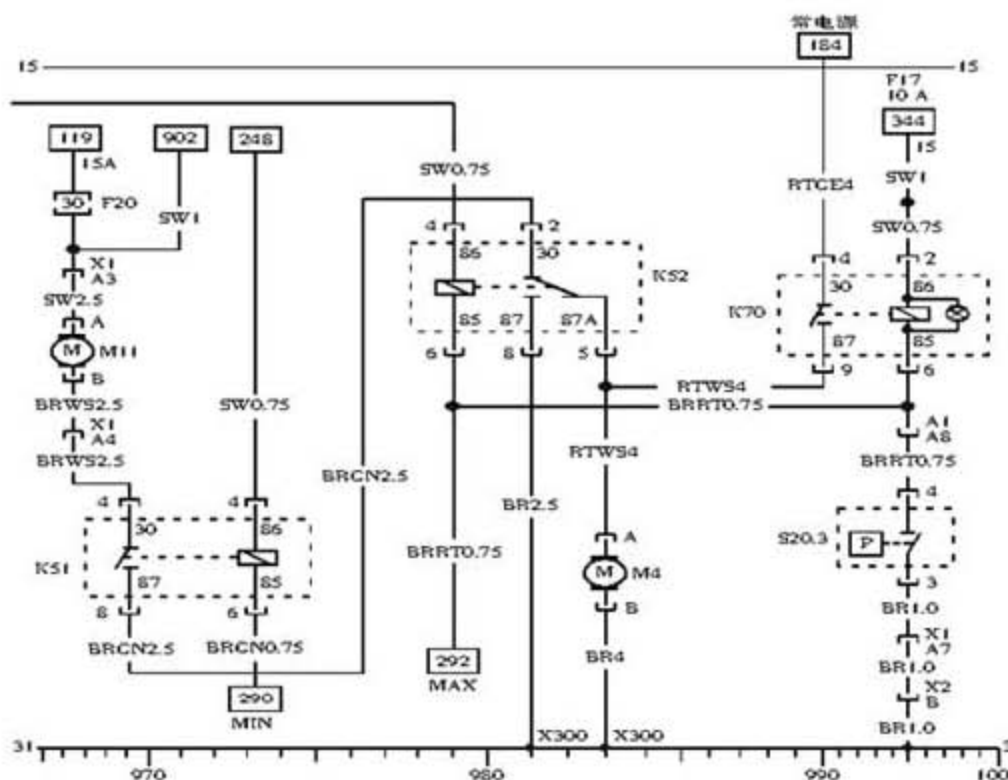 常电源
184
15
15
F17
10 A
344
15
119
902
248
15A
30
F20
SW1
SW0.75
RTGE4
SW1
SW0.75
X1
A3
SW2.5
A
M
M11
B
BRWS2.5
X1
A4
BRWS2.5
4
2
86
30
K52
85
87
87A
6
8
5
4
2
30
86
K70
87
85
9
6
RTWS4
BRRT0.75
SW0.75
A1
A8
BRRT0.75
RTWS4
BRGN2.5
BR2.5
4
4
30
86
K51
87
85
8
6
BRGN2.5
BRGN0.75
290
MIN
BRRT0.75
292
MAX
A
M
M4
B
BR4
4
S20.3
P
3
BR1.0
X1
A7
BR1.0
X2
B
BR1.0
31
X300
X300
970
980
990